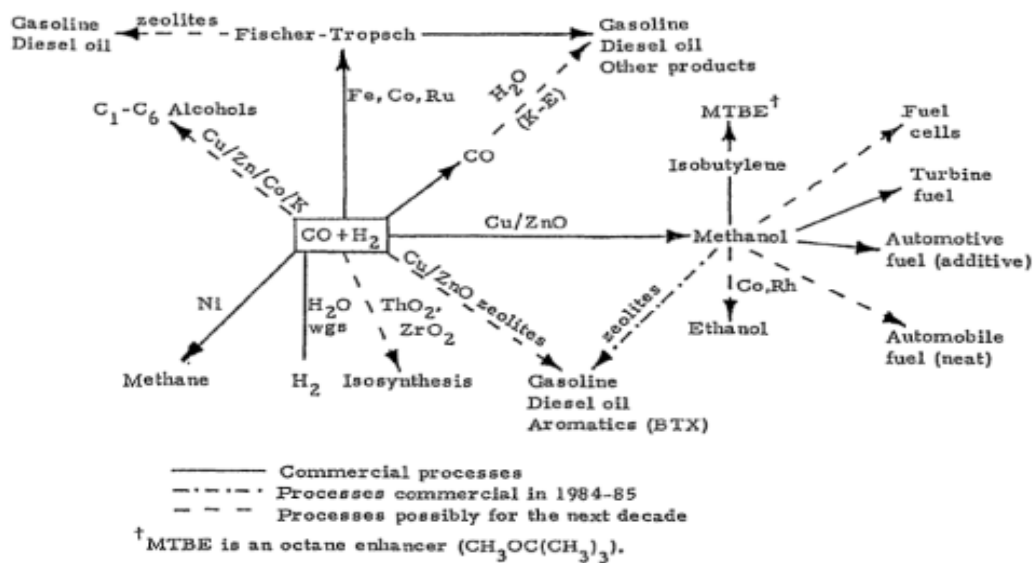 Gasoline
Diesel oil
zeolites
Fischer-Tropsch
Gasoline
Diesel oil
Other products
Fe, Co, Ru
H₂O
(K-E)
C₁-C₆ Alcohols
Cu/Zn/Co/K
CO
MTBE†
Isobutylene
Fuel
cells
Turbine
fuel
CO+H₂
Cu/ZnO
Methanol
Automotive
fuel (additive)
Ni
H₂O
wgs
ThO₂,
ZrO₂
Cu/ZnO zeolites
zeolites
Co, Rh
Ethanol
Automobile
fuel (neat)
Methane
H₂
Isosynthesis
Gasoline
Diesel oil
Aromatics (BTX)
Commercial processes
Processes commercial in 1984-85
Processes possibly for the next decade
†MTBE is an octane enhancer (CH₃OC(CH₃)₃).